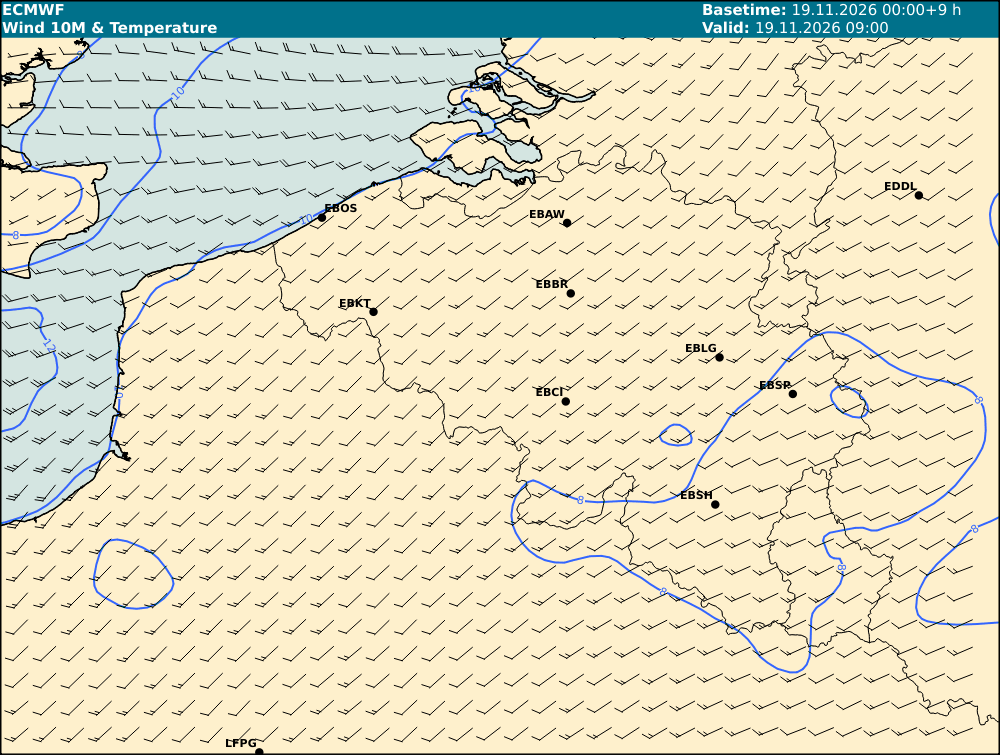 ECMWF
Basetime: 19.11.2026 00:00+9 h
Wind 10M & Temperature
Valid: 19.11.2026 09:00
8
10
10
EDDL
EBOS
EBAW
10
8
EBBR
EBKT
12
EBLG
EBSP
EBCI
8
10
EBSH
8
8
8
8
LFPG